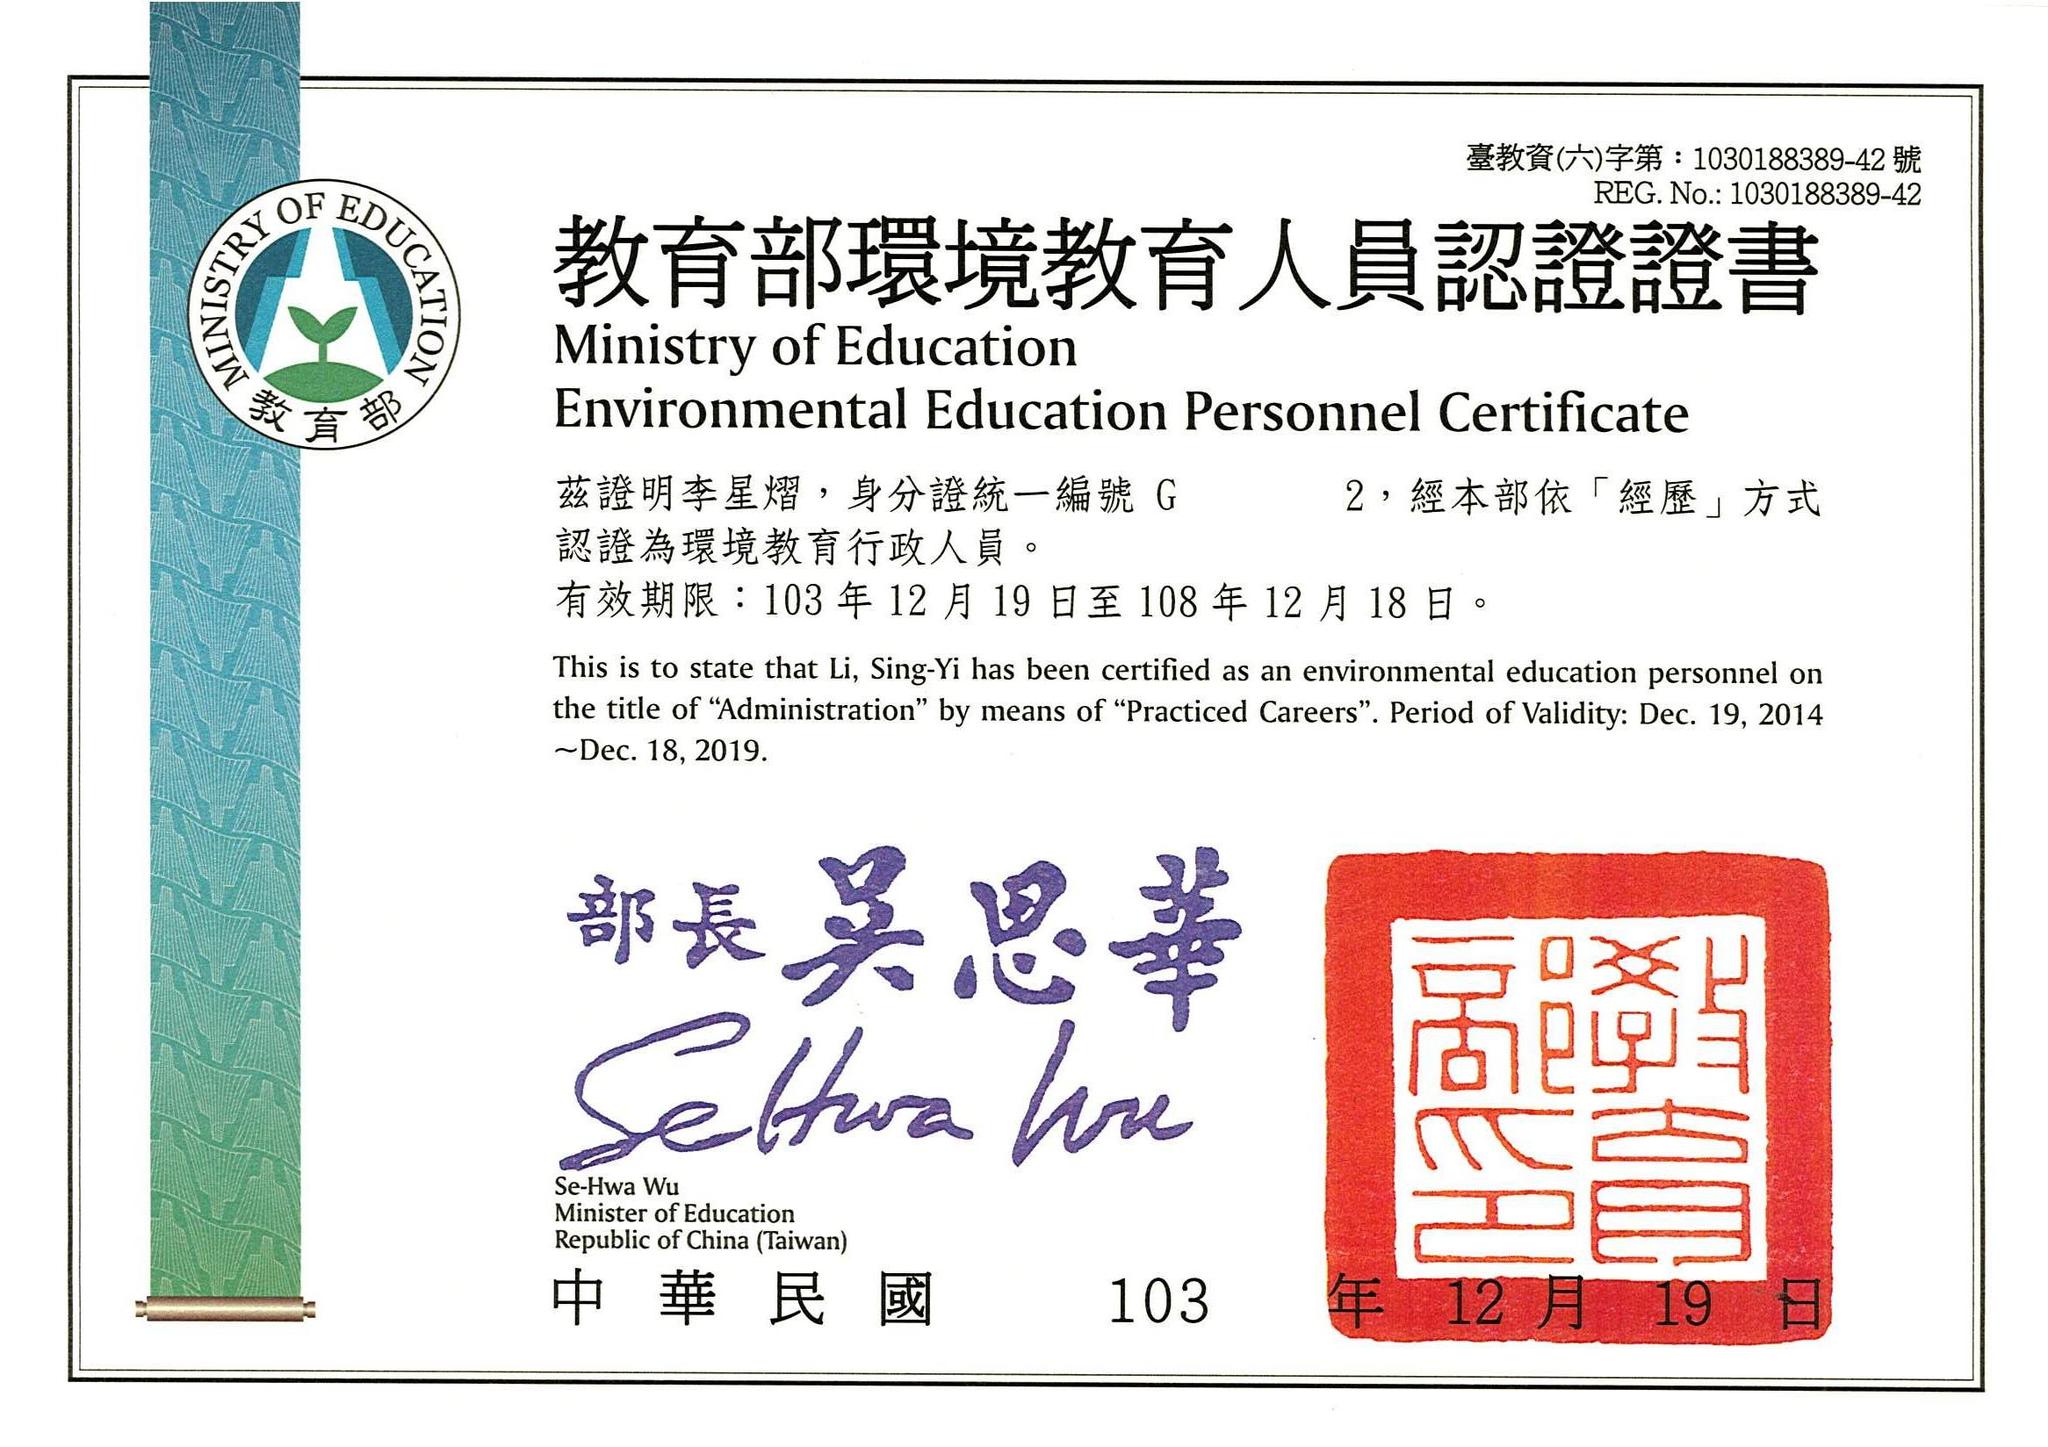 臺教資(六)字第：1030188389-42 號
REG. No.: 1030188389-42
MINISTRY OF EDUCATION
教育部
教育部環境教育人員認證證書
Ministry of Education
Environmental Education Personnel Certificate
茲證明李星熠，身分證統一編號 G 2，經本部依「經歷」方式
認證為環境教育行政人員。
有效期限：103 年 12 月 19 日至 108 年 12 月 18 日。
This is to state that Li, Sing-Yi has been certified as an environmental education personnel on
the title of “Administration” by means of “Practiced Careers”. Period of Validity: Dec. 19, 2014
~Dec. 18, 2019.
部長 吳思華
SeHwa Wu
教育部印
Se-Hwa Wu
Minister of Education
Republic of China (Taiwan)
中 華 民 國 103 年 12 月 19 日